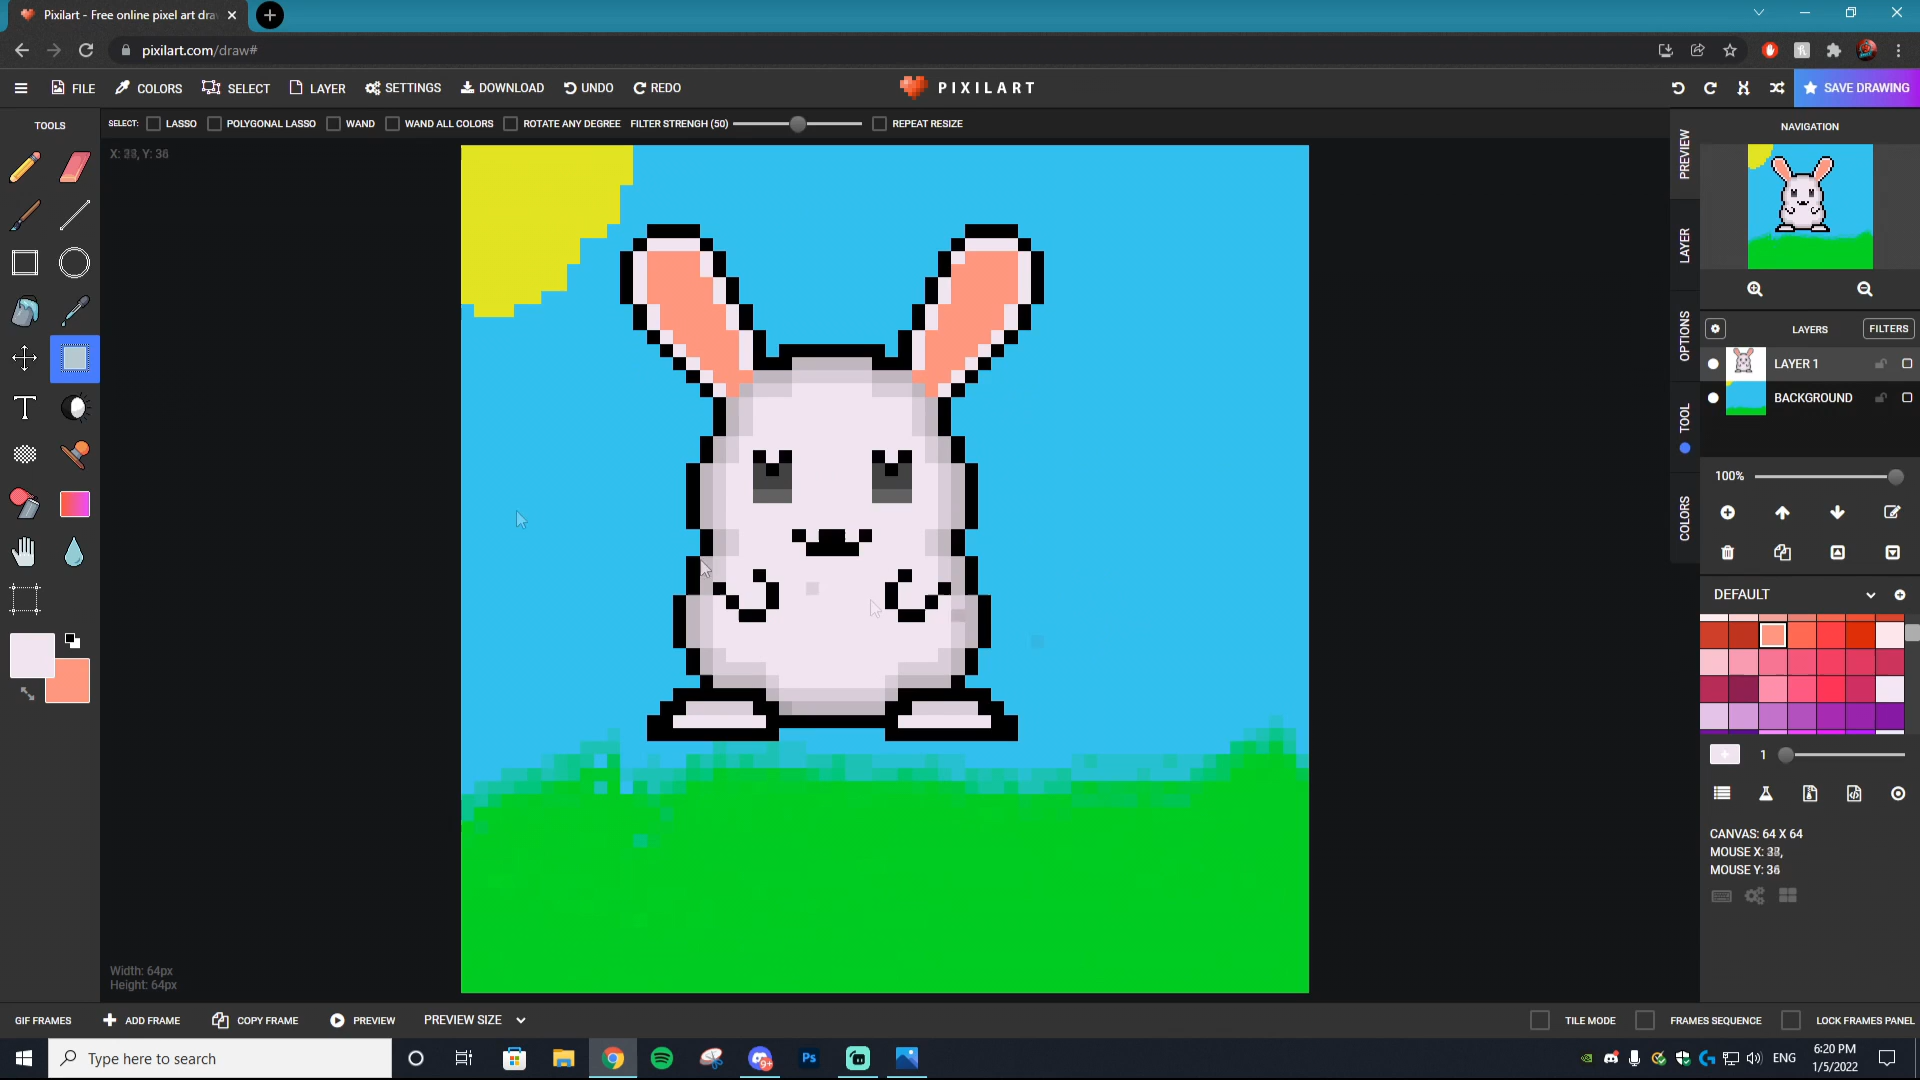 Pixilart - Free online pixel art dra
pixilart.com/draw#
FILE
COLORS
SELECT
LAYER
SETTINGS
DOWNLOAD
UNDO
REDO
PIXILART
SAVE DRAWING
TOOLS
SELECT:
LASSO
POLYGONAL LASSO
WAND
WAND ALL COLORS
ROTATE ANY DEGREE
FILTER STRENGH (50)
REPEAT RESIZE
NAVIGATION
Y: 36
PREVIEW
LAYER
OPTIONS
TOOL
COLORS
LAYERS
FILTERS
LAYER 1
BACKGROUND
100%
DEFAULT
1
CANVAS: 64 X 64
MOUSE X:
MOUSE Y: 36
Width: 64px
Height: 64px
GIF FRAMES
ADD FRAME
COPY FRAME
PREVIEW
PREVIEW SIZE
TILE MODE
FRAMES SEQUENCE
LOCK FRAMES PANEL
Type here to search
Ps
9+
ENG
6:20 PM
1/5/2022